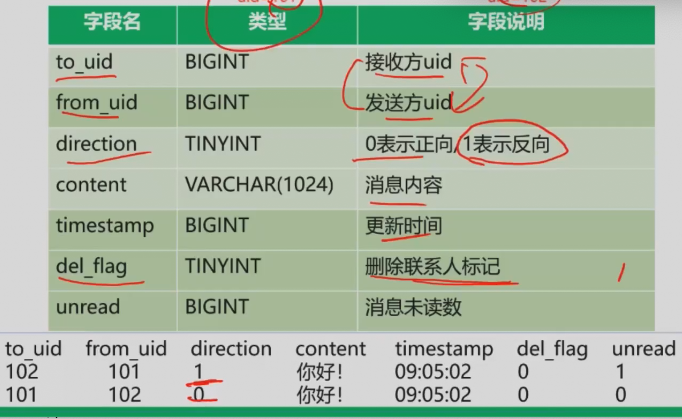 字段名 类型 字段说明
to_uid BIGINT 接收方uid
from_uid BIGINT 发送方uid
direction TINYINT 0表示正向,1表示反向
content VARCHAR(1024) 消息内容
timestamp BIGINT 更新时间
del_flag TINYINT 删除联系人标记
unread BIGINT 消息未读数
to_uid from_uid direction content timestamp del_flag unread
102 101 1 你好! 09:05:02 0 1
101 102 0 你好! 09:05:02 0 0